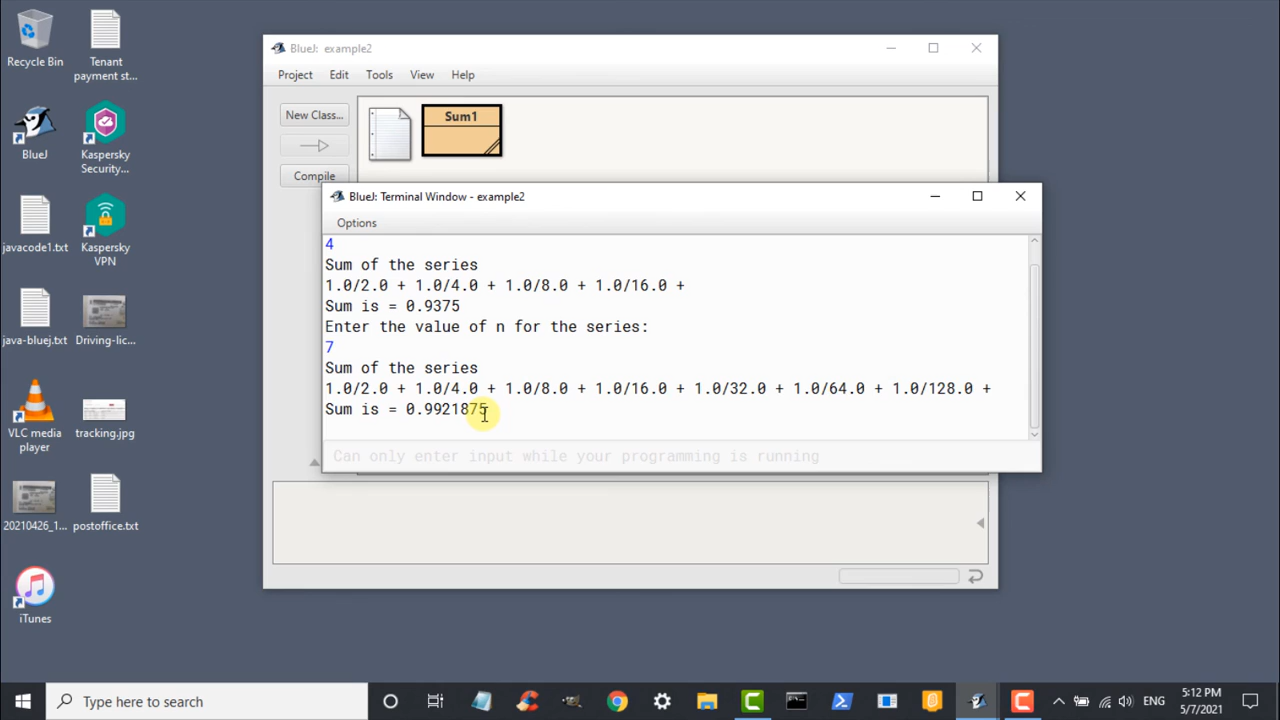 Recycle Bin
Tenant
payment st...
BlueJ
Kaspersky
Security...
javacode1.txt
Kaspersky
VPN
java-bluej.txt
Driving-lic...
VLC media
player
tracking.jpg
20210426_1...
postoffice.txt
iTunes
BlueJ: example2
Project Edit Tools View Help
New Class...
Compile
Sum1
BlueJ: Terminal Window - example2
Options
4
Sum of the series
1.0/2.0 + 1.0/4.0 + 1.0/8.0 + 1.0/16.0 +
Sum is = 0.9375
Enter the value of n for the series:
7
Sum of the series
1.0/2.0 + 1.0/4.0 + 1.0/8.0 + 1.0/16.0 + 1.0/32.0 + 1.0/64.0 + 1.0/128.0 +
Sum is = 0.9921875
Can only enter input while your programming is running
Type here to search
ENG
5:12 PM
5/7/2021